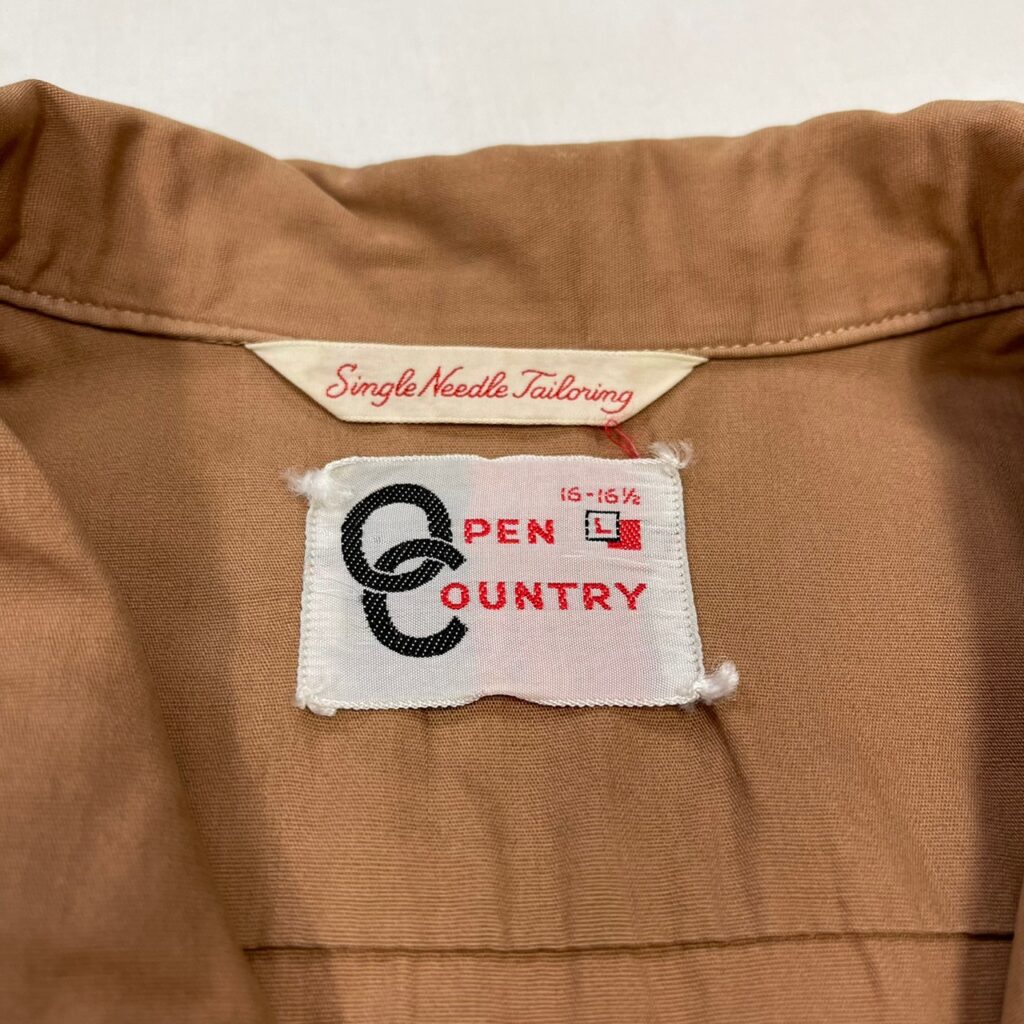 Single Needle Tailoring
16-16½
OPEN L
COUNTRY